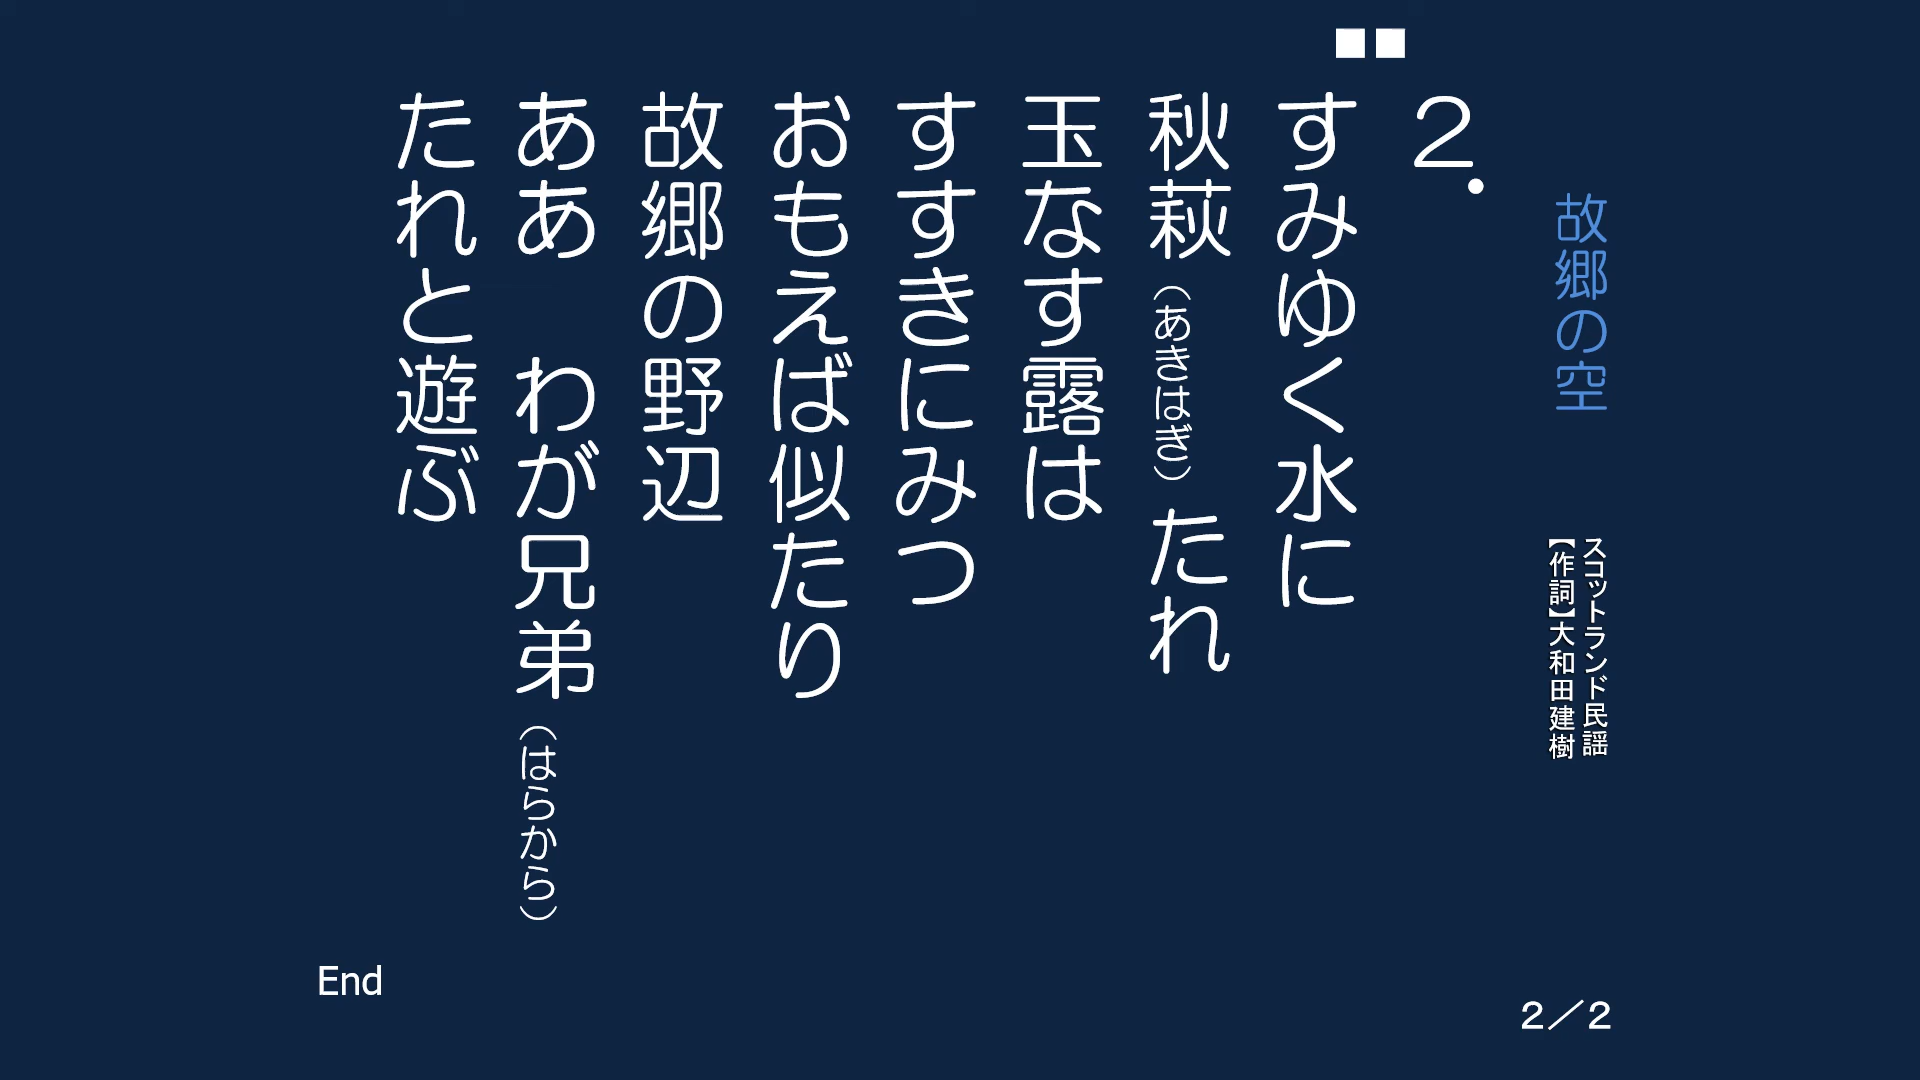 故郷の空
スコットランド民謡
【作詞】大和田建樹
2.
すみゆく水に
秋萩（あきはぎ）たれ
玉なす露は
すすきにみつ
おもえば似たり
故郷の野辺
ああ　わが兄弟（はらから）
たれと遊ぶ
End
2／2